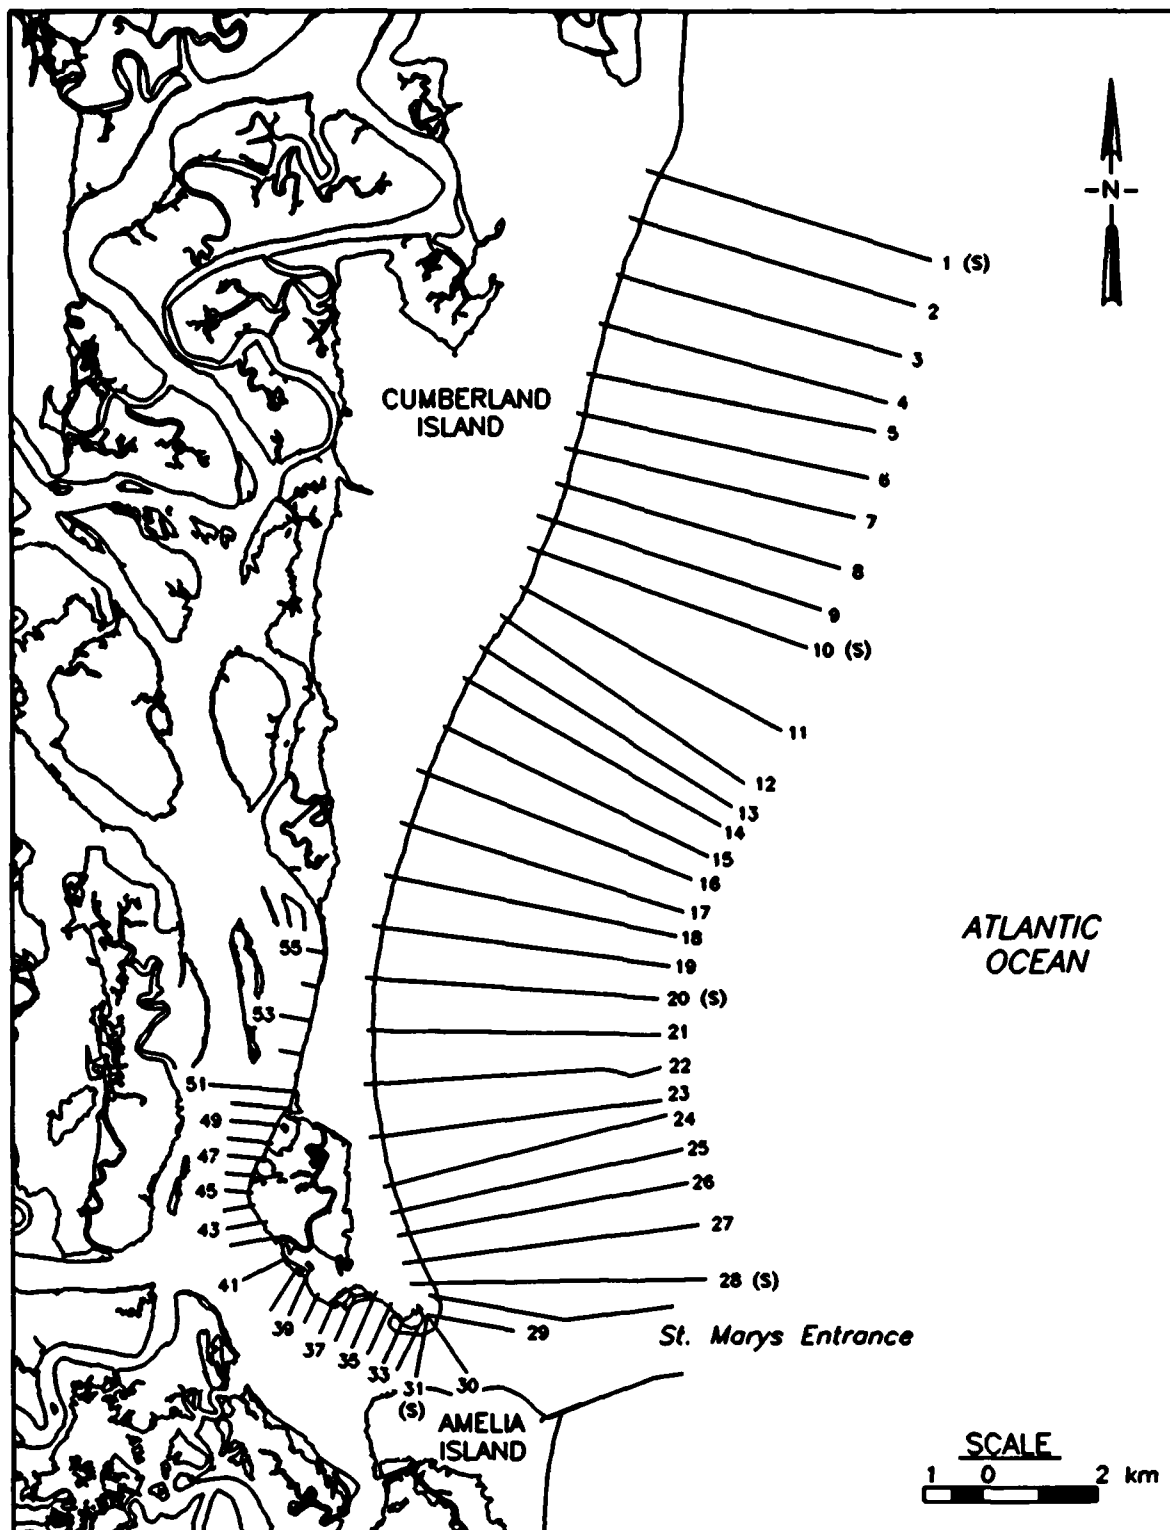 N
1 (S)
2
3
CUMBERLAND
ISLAND
4
5
6
7
8
9
10 (S)
11
12
13
14
15
16
17
18
ATLANTIC
OCEAN
55
19
20 (S)
53
21
22
51
23
49
24
47
25
45
26
43
27
41
28 (S)
39
37
35
33
31
(S)
30
29
St. Marys Entrance
AMELIA
ISLAND
SCALE
1 0 2 km